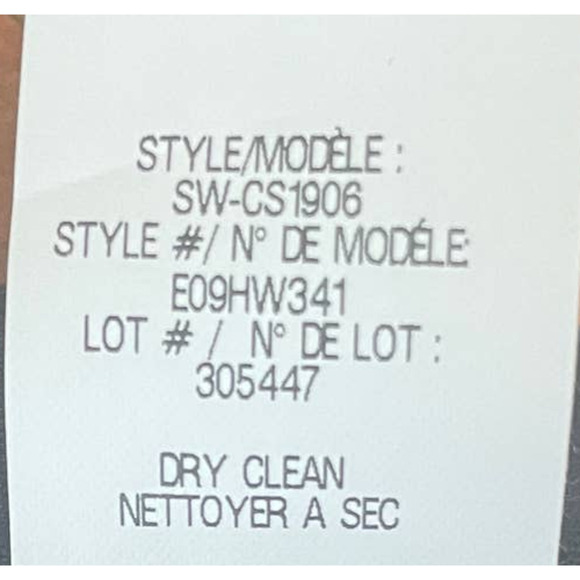 STYLE/MODÈLE :
SW-CS1906
STYLE #/ N° DE MODÉLE:
E09HW341
LOT # / N° DE LOT :
305447
DRY CLEAN
NETTOYER A SEC